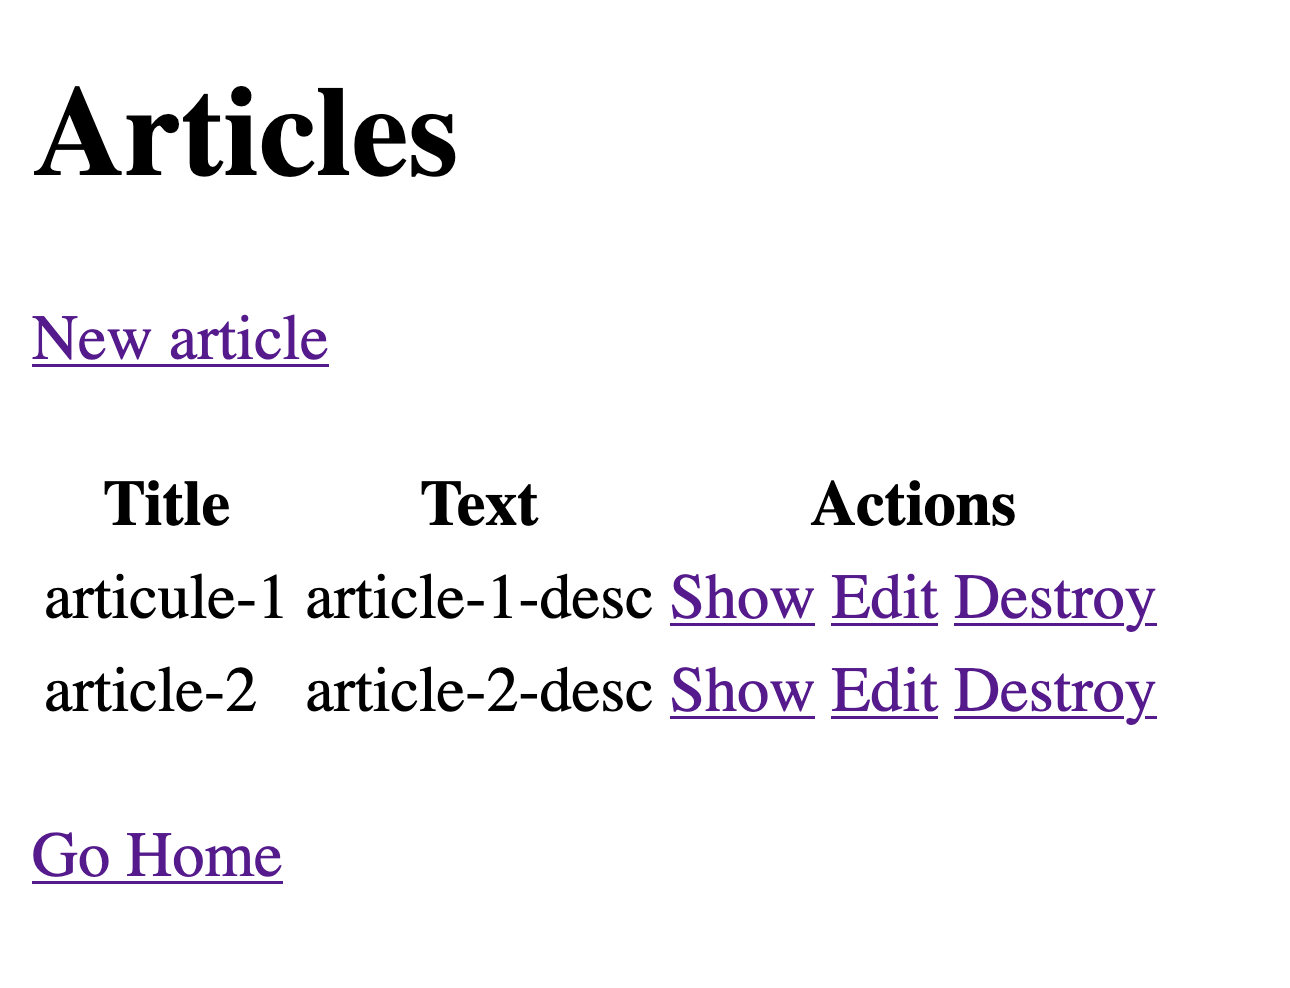 Articles
New article
Title Text Actions
articule-1 article-1-desc Show Edit Destroy
article-2 article-2-desc Show Edit Destroy
Go Home